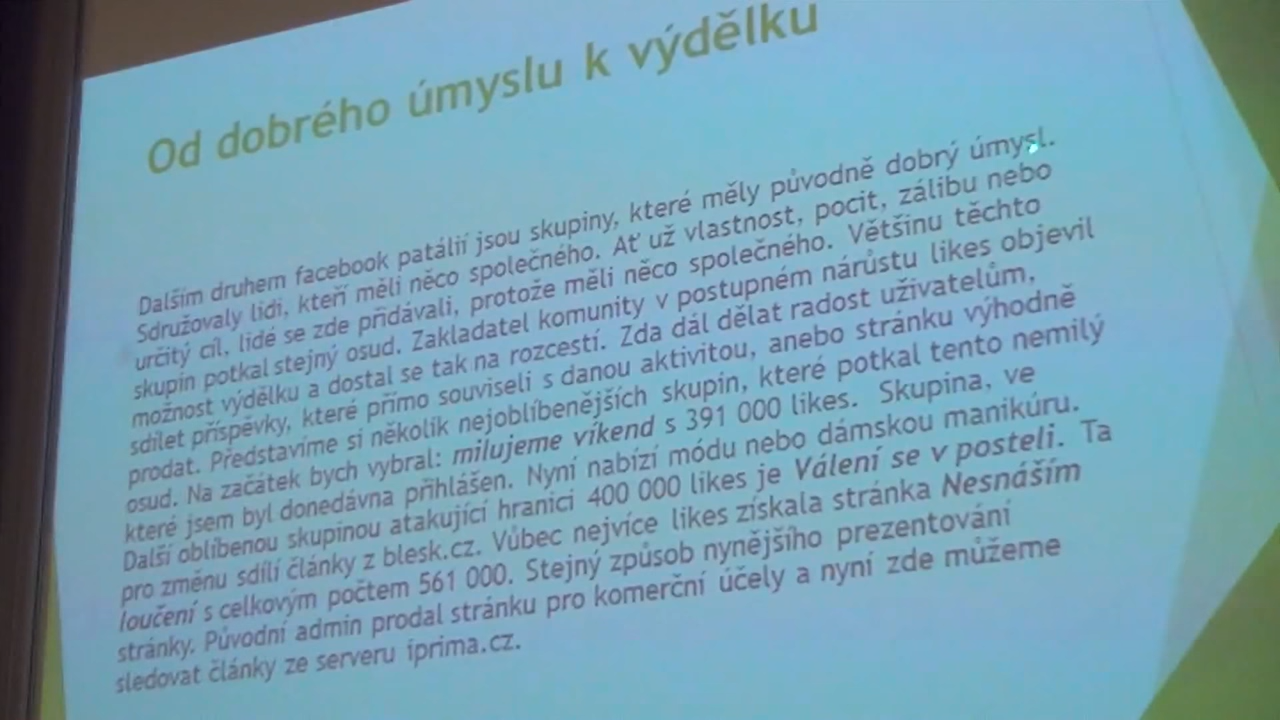 Od dobrého úmyslu k výdělku
Dalším druhem facebook patálií jsou skupiny, které měly původně dobrý úmysl.
Sdružovaly lidi, kteří měli něco společného. Ať už vlastnost, pocit, zálibu nebo
určitý cíl, lidé se zde přidávali, protože měli něco společného. Většinu těchto
skupin potkal stejný osud. Zakladatel komunity v postupném nárůstu likes objevil
možnost výdělku a dostal se tak na rozcestí. Zda dál dělat radost uživatelům,
sdílet příspěvky, které přímo souviseli s danou aktivitou, anebo stránku výhodně
prodat. Představíme si několik nejoblíbenějších skupin, které potkal tento nemilý
osud. Na začátek bych vybral: milujeme víkend s 391 000 likes. Skupina, ve
které jsem byl donedávna přihlášen. Nyní nabízí módu nebo dámskou manikúru.
Další oblíbenou skupinou atakující hranici 400 000 likes je Válení se v posteli. Ta
pro změnu sdílí články z blesk.cz. Vůbec nejvíce likes získala stránka Nesnáším
loučení s celkovým počtem 561 000. Stejný způsob nynějšího prezentování
stránky. Původní admin prodal stránku pro komerční účely a nyní zde můžeme
sledovat články ze serveru iprima.cz.